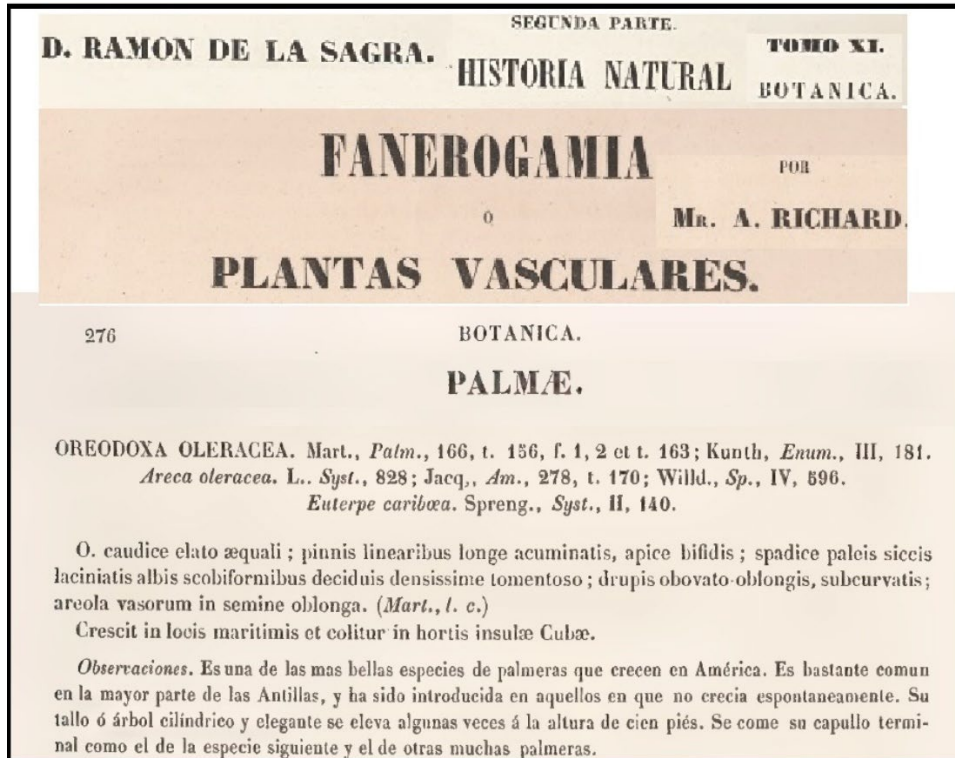 D. RAMON DE LA SAGRA.
SEGUNDA PARTE.
HISTORIA NATURAL
TOMO XI.
BOTANICA.
FANEROGAMIA
Ó
PLANTAS VASCULARES.
POR
MR. A. RICHARD.
276 BOTANICA.
PALMÆ.
OREODOXA OLERACEA. Mart., Palm., 166, t. 156, f. 1, 2 et t. 163; Kunth, Enum., III, 181.
Areca oleracea. L.. Syst., 828; Jacq,, Am., 278, t. 170; Willd., Sp., IV, 596.
Euterpe caribœa. Spreng., Syst., II, 140.
O. caudice elato æquali; pinnis linearibus longe acuminatis, apice bifidis; spadice paleis siccis
laciniatis albis scobiformibus deciduis densissime tomentoso; drupis obovato-oblongis, subcurvatis;
areola vasorum in semine oblonga. (Mart., l. c.)
Crescit in locis maritimis et colitur in hortis insulæ Cubæ.
Observaciones. Es una de las mas bellas especies de palmeras que crecen en América. Es bastante comun
en la mayor parte de las Antillas, y ha sido introducida en aquellos en que no crecia espontaneamente. Su
tallo ó árbol cilíndrico y elegante se eleva algunas veces á la altura de cien piés. Se come su capullo termi-
nal como el de la especie siguiente y el de otras muchas palmeras.